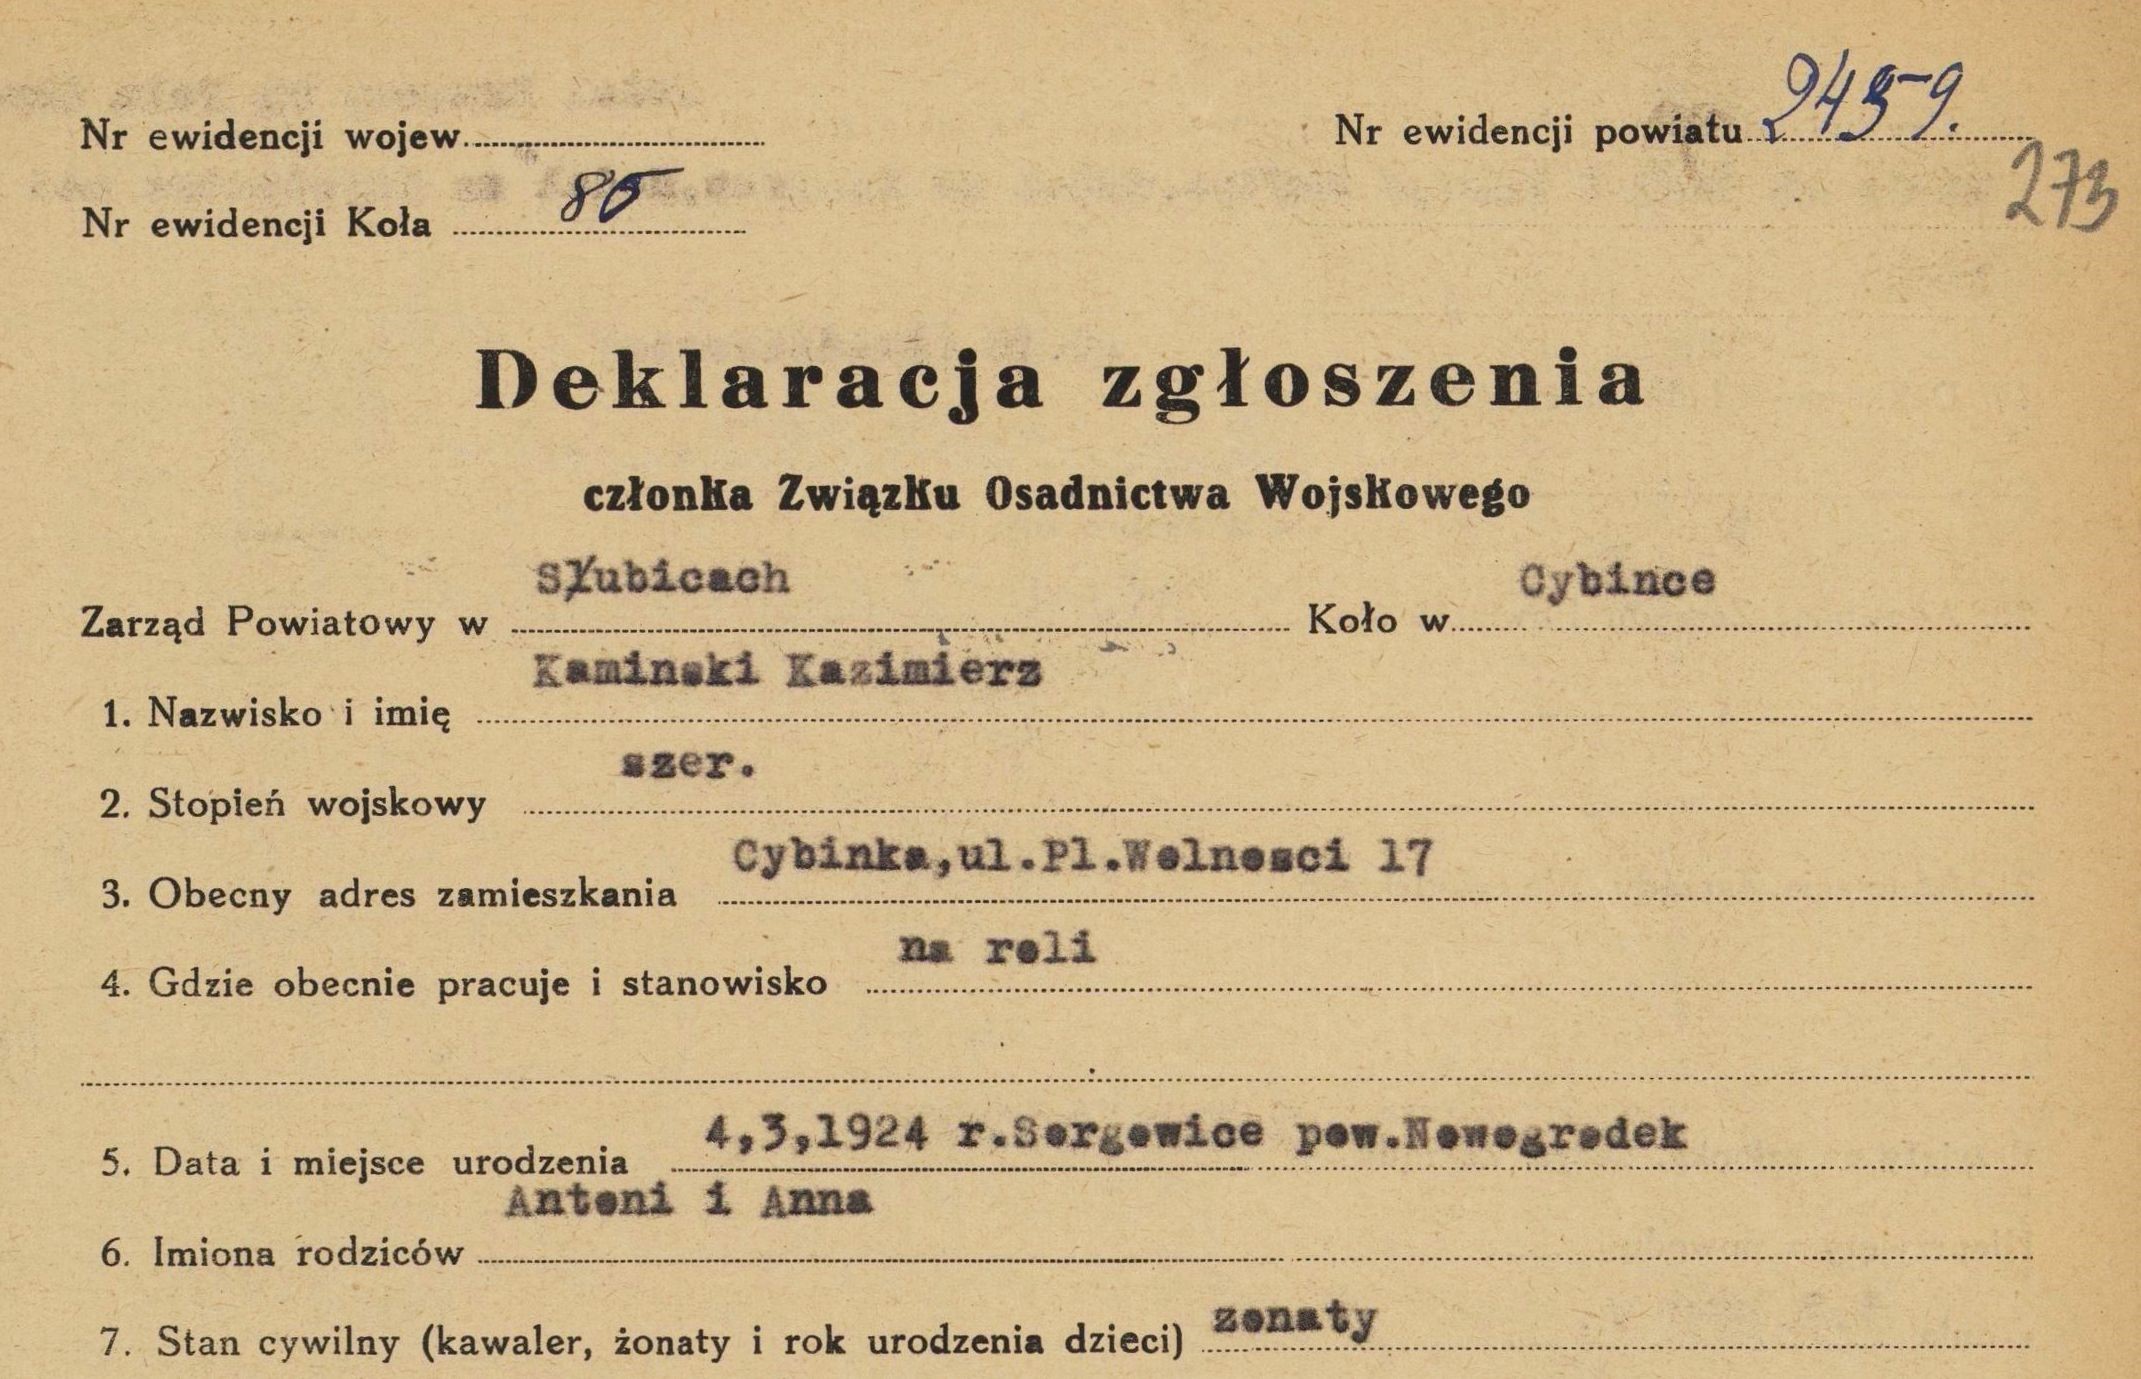 Nr ewidencji wojew. Nr ewidencji powiatu 2459.
273
Nr ewidencji Koła 85
Deklaracja zgłoszenia
członka Związku Osadnictwa Wojskowego
Zarząd Powiatowy w Słubicach Koło w Cybince
1. Nazwisko i imię Kaminski Kazimierz
2. Stopień wojskowy szer.
3. Obecny adres zamieszkania Cybinka,ul.Pl.Wolnosci 17
4. Gdzie obecnie pracuje i stanowisko na roli
5. Data i miejsce urodzenia 4,3,1924 r. pow.Nowogrodek
6. Imiona rodziców Antoni i Anna
7. Stan cywilny (kawaler, żonaty i rok urodzenia dzieci) zonaty